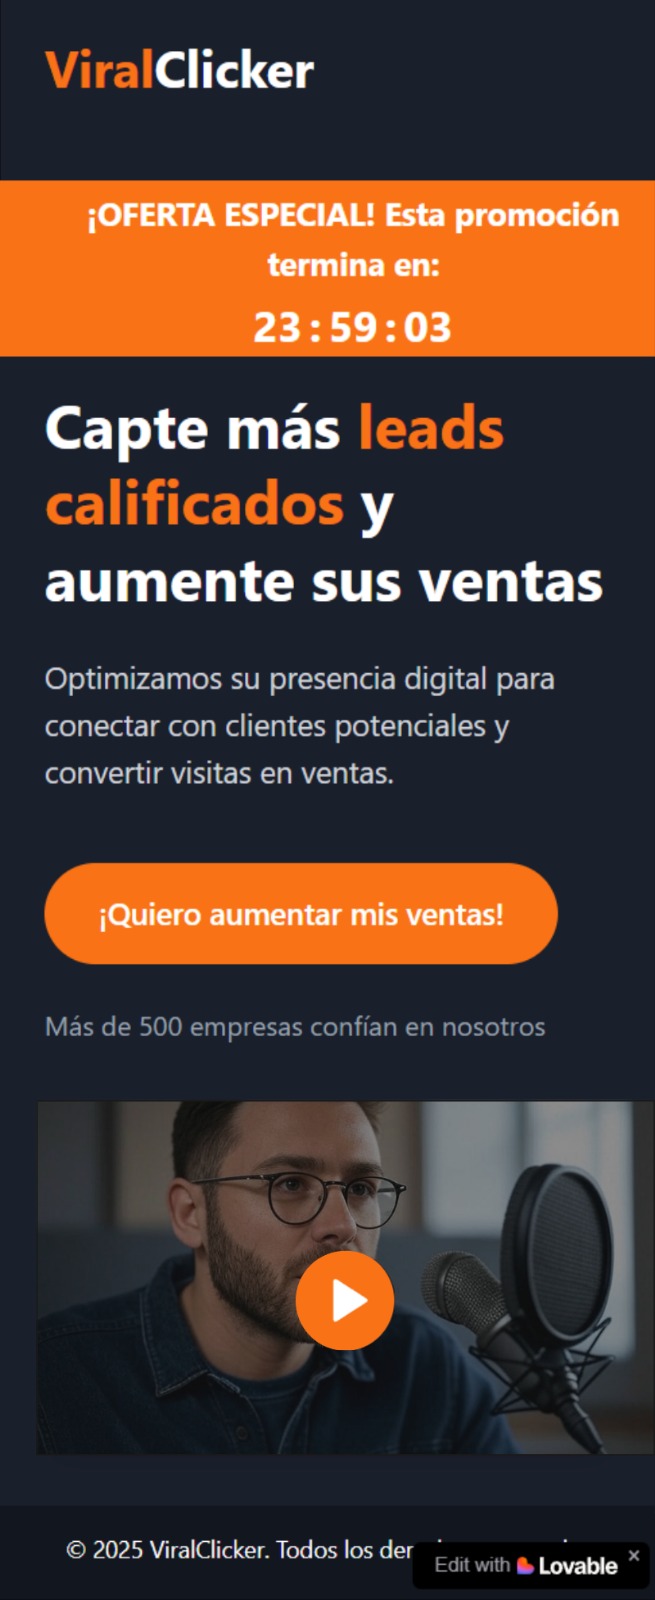 ViralClicker
¡OFERTA ESPECIAL! Esta promoción
termina en:
23:59:03
Capte más leads
calificados y
aumente sus ventas
Optimizamos su presencia digital para
conectar con clientes potenciales y
convertir visitas en ventas.
¡Quiero aumentar mis ventas!
Más de 500 empresas confían en nosotros
© 2025 ViralClicker. Todos los
Edit with Lovable ×